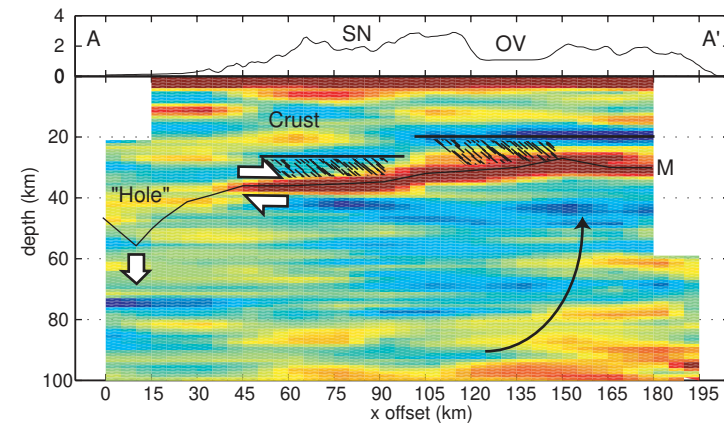 4
2
0
A
SN
OV
A'
0
20
40
60
80
100
depth (km)
Crust
"Hole"
M
0 15 30 45 60 75 90 105 120 135 150 165 180 195
x offset (km)